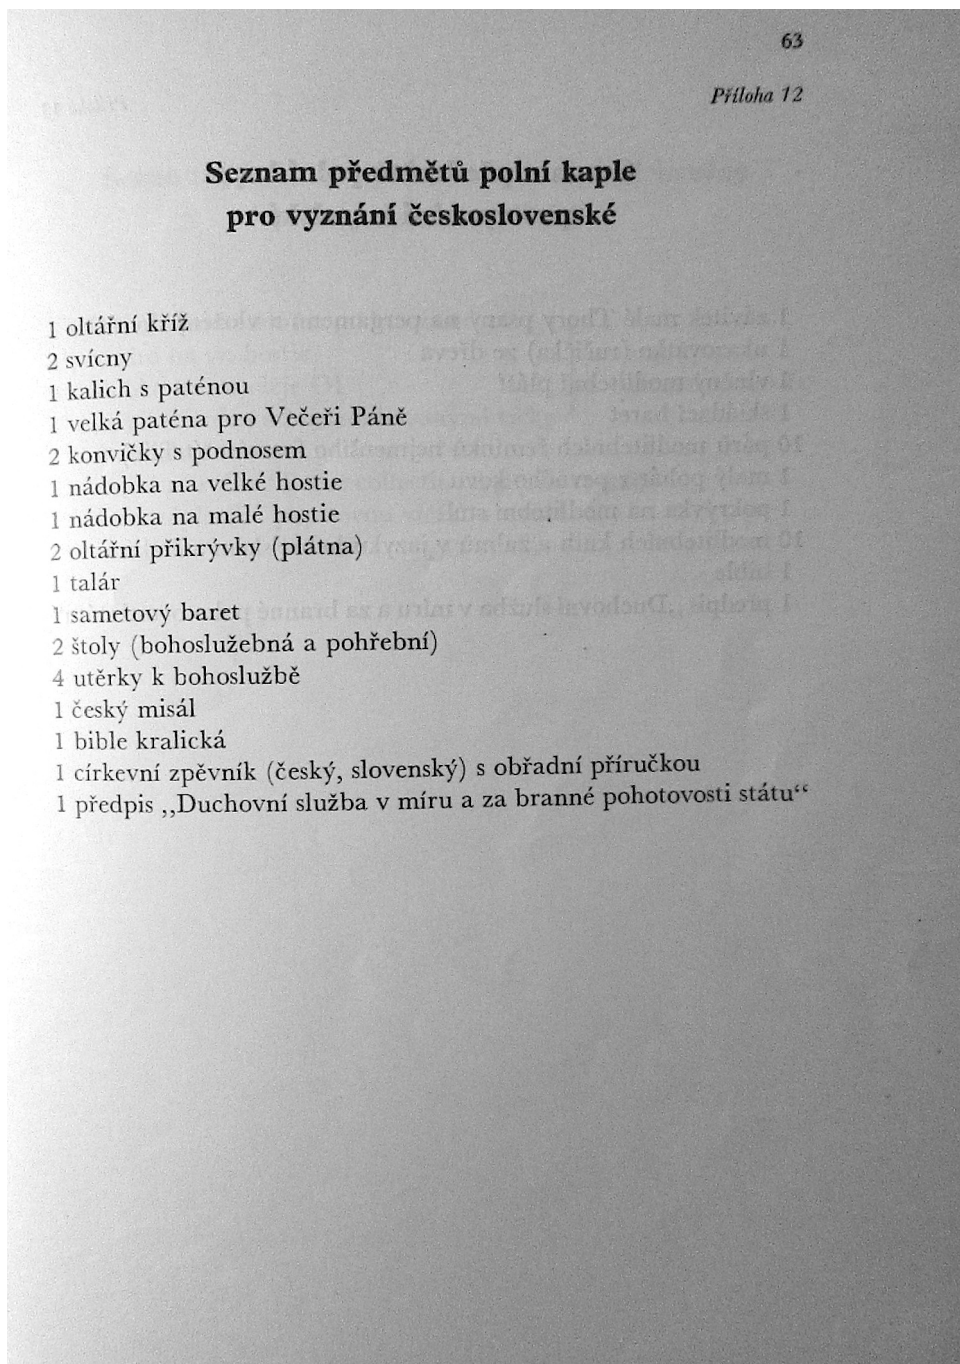 63
Příloha 12
Seznam předmětů polní kaple
pro vyznání československé
1 oltářní kříž
2 svícny
1 kalich s paténou
1 velká paténa pro Večeři Páně
2 konvičky s podnosem
1 nádobka na velké hostie
1 nádobka na malé hostie
2 oltářní přikrývky (plátna)
1 talár
1 sametový baret
2 štoly (bohoslužebná a pohřební)
4 utěrky k bohoslužbě
1 český misál
1 bible kralická
1 církevní zpěvník (český, slovenský) s obřadní příručkou
1 předpis ,,Duchovní služba v míru a za branné pohotovosti státu“